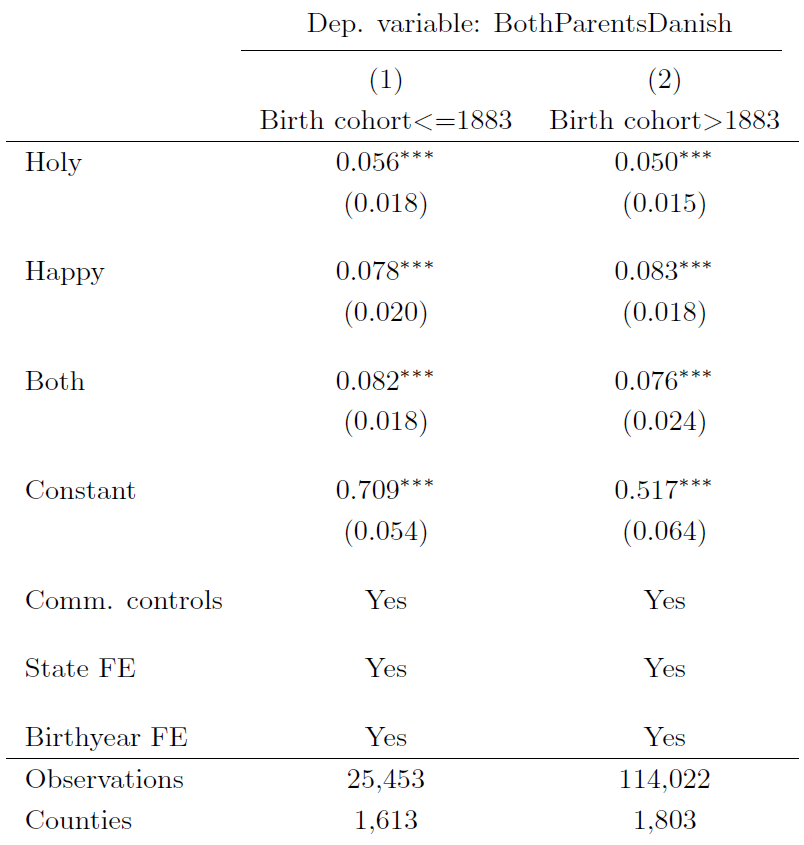 Dep. variable: BothParentsDanish
(1) (2)
Birth cohort<=1883 Birth cohort>1883
Holy 0.056*** 0.050***
(0.018) (0.015)
Happy 0.078*** 0.083***
(0.020) (0.018)
Both 0.082*** 0.076***
(0.018) (0.024)
Constant 0.709*** 0.517***
(0.054) (0.064)
Comm. controls Yes Yes
State FE Yes Yes
Birthyear FE Yes Yes
Observations 25,453 114,022
Counties 1,613 1,803